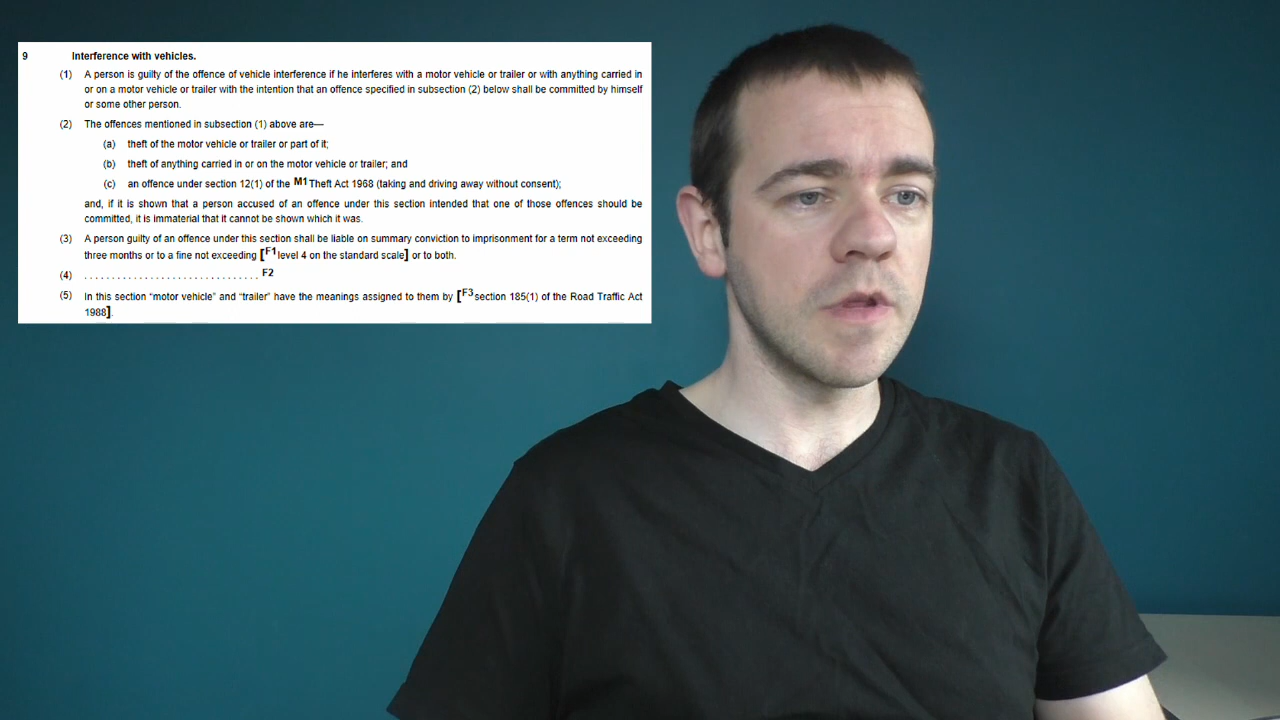 9 Interference with vehicles.
(1) A person is guilty of the offence of vehicle interference if he interferes with a motor vehicle or trailer or with anything carried in
or on a motor vehicle or trailer with the intention that an offence specified in subsection (2) below shall be committed by himself
or some other person.
(2) The offences mentioned in subsection (1) above are—
(a) theft of the motor vehicle or trailer or part of it;
(b) theft of anything carried in or on the motor vehicle or trailer; and
(c) an offence under section 12(1) of the M1 Theft Act 1968 (taking and driving away without consent);
and, if it is shown that a person accused of an offence under this section intended that one of those offences should be
committed, it is immaterial that it cannot be shown which it was.
(3) A person guilty of an offence under this section shall be liable on summary conviction to imprisonment for a term not exceeding
three months or to a fine not exceeding [F1 level 4 on the standard scale] or to both.
(4) . . . . . . . . . . . . . . . . . . . . . . . . . . . . . . . . F2
(5) In this section “motor vehicle” and “trailer” have the meanings assigned to them by [F3 section 185(1) of the Road Traffic Act
1988].